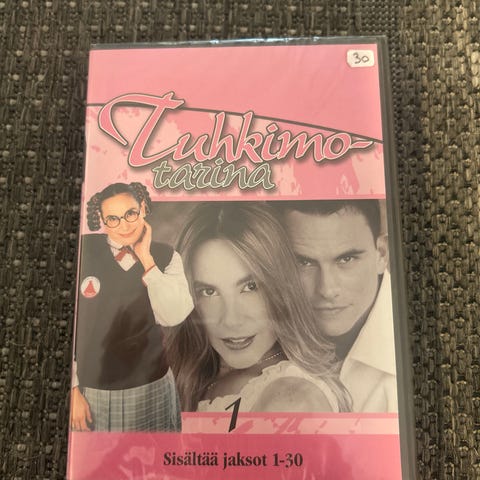 30
Tuhkimo-
tarina
1
Sisältää jaksot 1-30